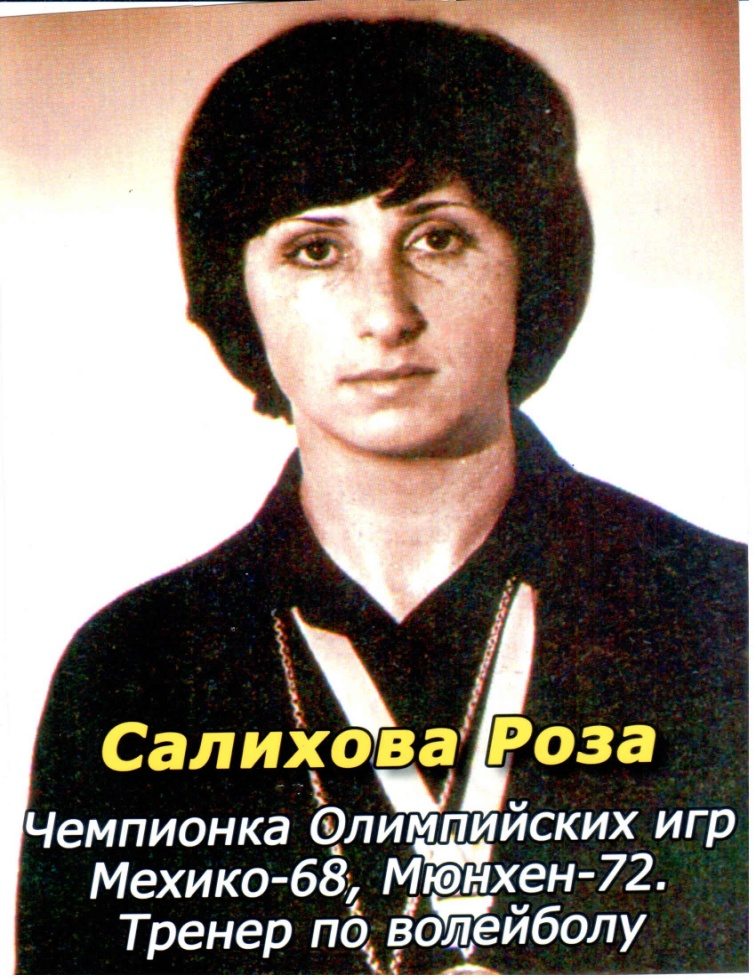 Салихова Роза
Чемпионка Олимпийских игр
Мехико-68, Мюнхен-72.
Тренер по волейболу